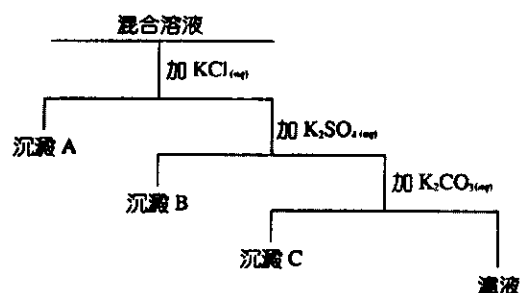 混合溶液
加 KCl(aq)
沉澱 A
加 K₂SO₄(aq)
沉澱 B
加 K₂CO₃(aq)
沉澱 C
濾液